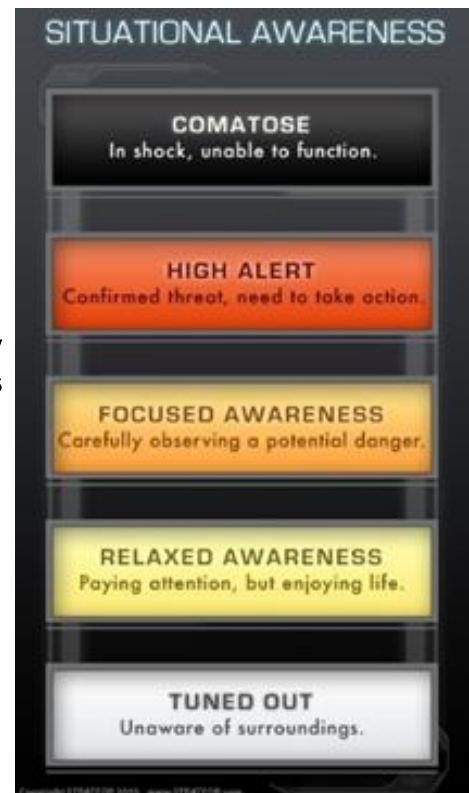 SITUATIONAL AWARENESS
COMATOSE
In shock, unable to function.
HIGH ALERT
Confirmed threat, need to take action.
FOCUSED AWARENESS
Carefully observing a potential danger.
RELAXED AWARENESS
Paying attention, but enjoying life.
TUNED OUT
Unaware of surroundings.